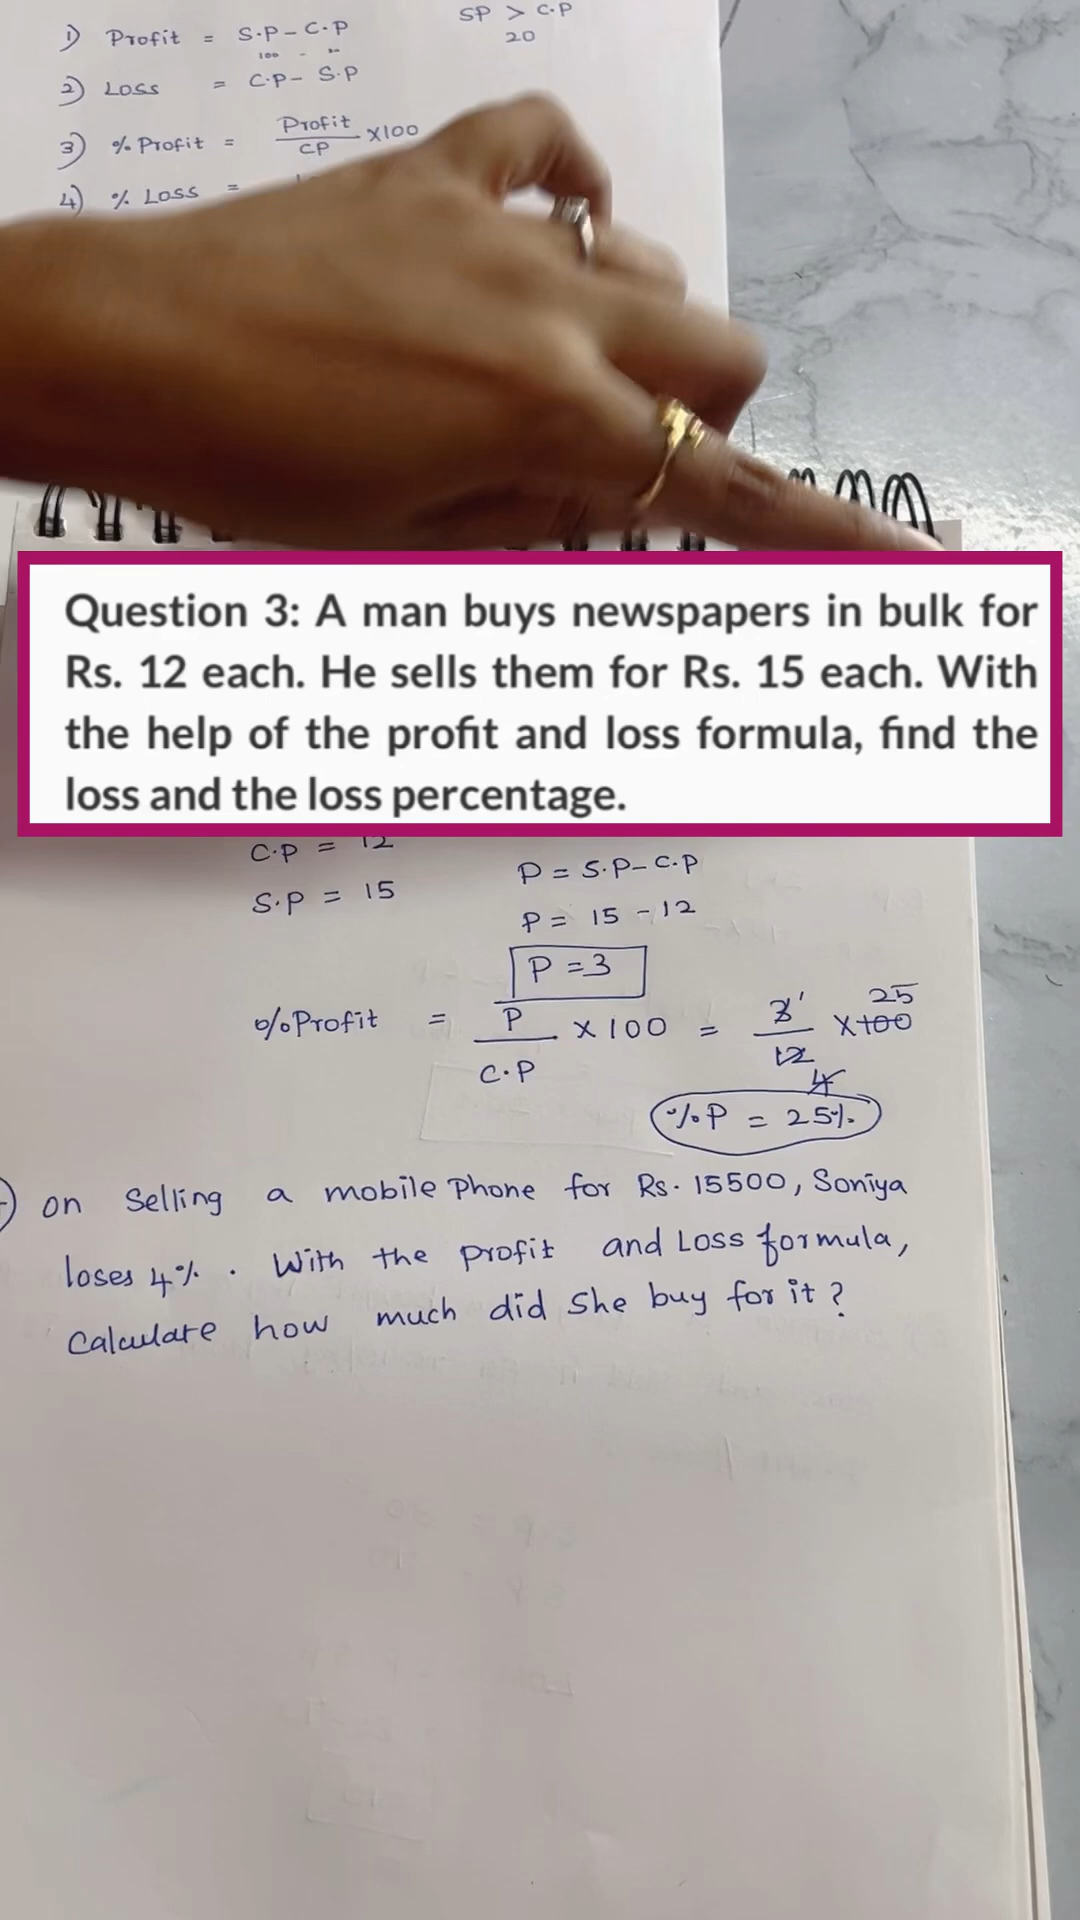 1) Profit = S.P - C.P
SP > C.P
20
100 -
2) Loss = C.P - S.P
3) % Profit = Profit/CP X100
4) % Loss =
Question 3: A man buys newspapers in bulk for
Rs. 12 each. He sells them for Rs. 15 each. With
the help of the profit and loss formula, find the
loss and the loss percentage.
C.P = 12
S.P = 15
P = S.P - C.P
P = 15 - 12
P = 3
%Profit = P/C.P X 100 = 3/12 X100
1
25
4
%P = 25%.
on Selling a mobile Phone for Rs. 15500, Soniya
loses 4%. With the profit and Loss formula,
Calculate how much did She buy for it?